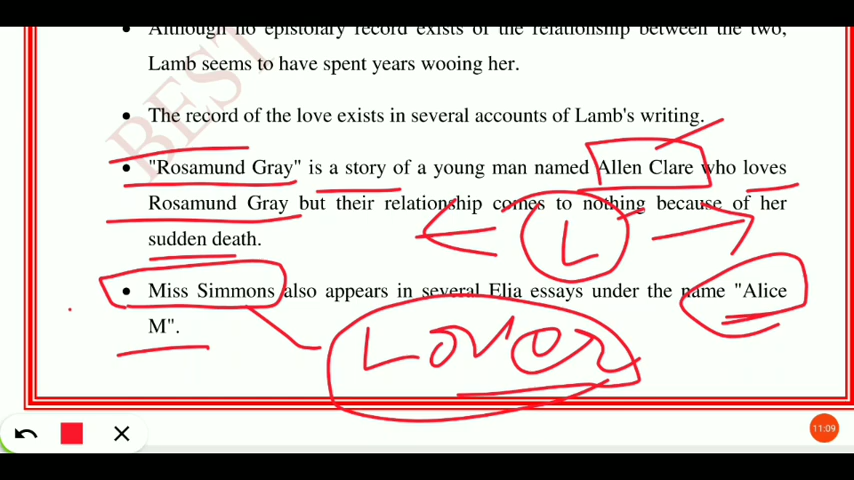 Although no epistolary record exists of the relationship between the two,
Lamb seems to have spent years wooing her.
The record of the love exists in several accounts of Lamb's writing.
"Rosamund Gray" is a story of a young man named Allen Clare who loves
Rosamund Gray but their relationship comes to nothing because of her
L
sudden death.
Miss Simmons also appears in several Elia essays under the name "Alice
M".
LOVER
BEST
11:09